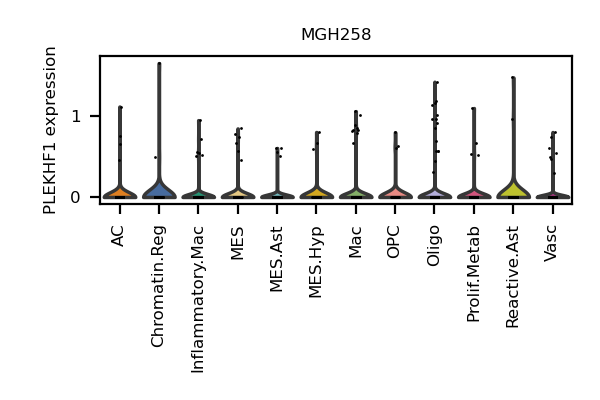 MGH258
PLEKHF1 expression
1
0
AC
Chromatin.Reg
Inflammatory.Mac
MES
MES.Ast
MES.Hyp
Mac
OPC
Oligo
Prolif.Metab
Reactive.Ast
Vasc